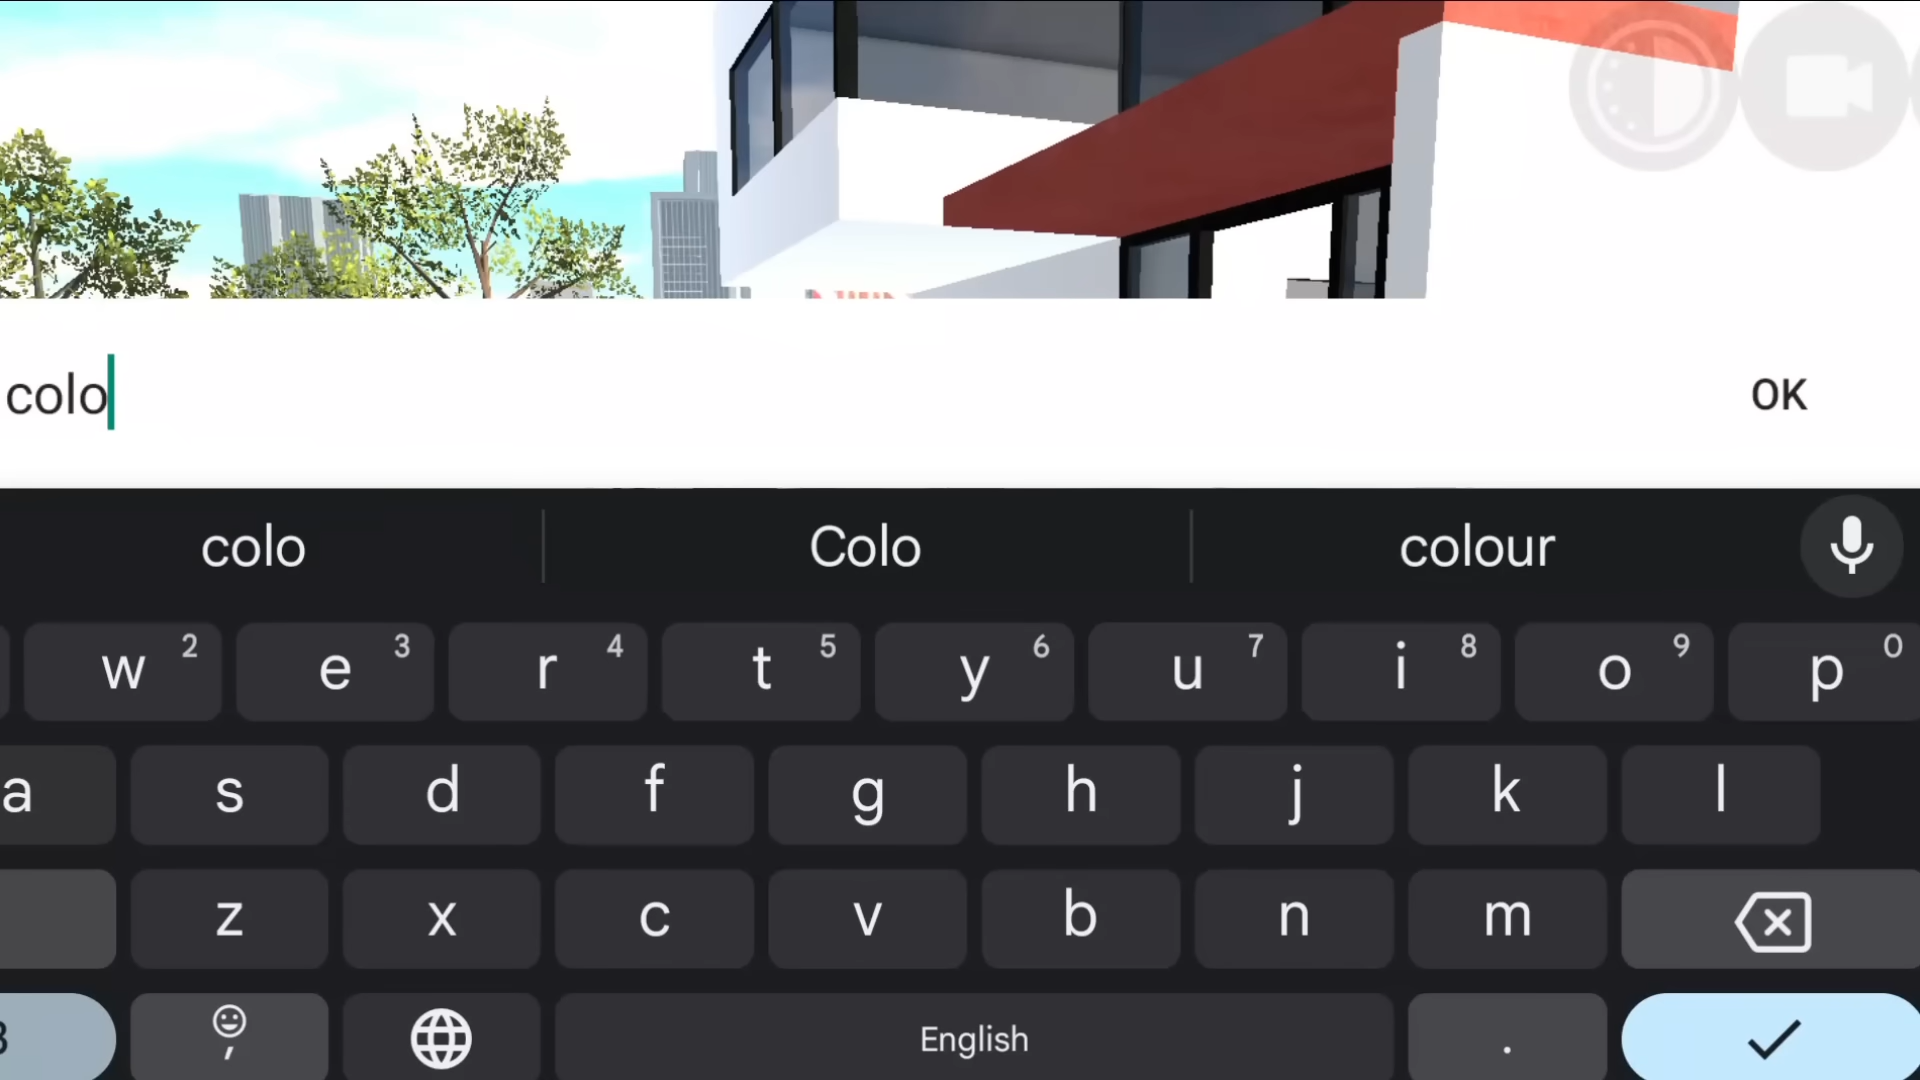 colo
OK
colo Colo colour
w 2 e 3 r 4 t 5 y 6 u 7 i 8 o 9 p 0
a s d f g h j k l
z x c v b n m
, English .